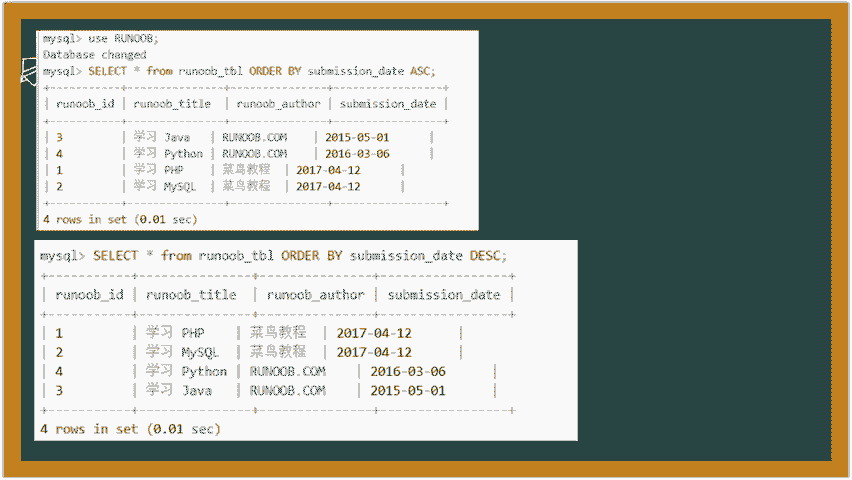 mysql> use RUNOOB;
Database changed
mysql> SELECT * from runoob_tbl ORDER BY submission_date ASC;
+-----------+---------------+---------------+-----------------+
| runoob_id | runoob_title | runoob_author | submission_date |
+-----------+---------------+---------------+-----------------+
| 3 | 学习 Java | RUNOOB.COM | 2015-05-01 |
| 4 | 学习 Python | RUNOOB.COM | 2016-03-06 |
| 1 | 学习 PHP | 菜鸟教程 | 2017-04-12 |
| 2 | 学习 MySQL | 菜鸟教程 | 2017-04-12 |
+-----------+---------------+---------------+-----------------+
4 rows in set (0.01 sec)
mysql> SELECT * from runoob_tbl ORDER BY submission_date DESC;
+-----------+---------------+---------------+-----------------+
| runoob_id | runoob_title | runoob_author | submission_date |
+-----------+---------------+---------------+-----------------+
| 1 | 学习 PHP | 菜鸟教程 | 2017-04-12 |
| 2 | 学习 MySQL | 菜鸟教程 | 2017-04-12 |
| 4 | 学习 Python | RUNOOB.COM | 2016-03-06 |
| 3 | 学习 Java | RUNOOB.COM | 2015-05-01 |
+-----------+---------------+---------------+-----------------+
4 rows in set (0.01 sec)